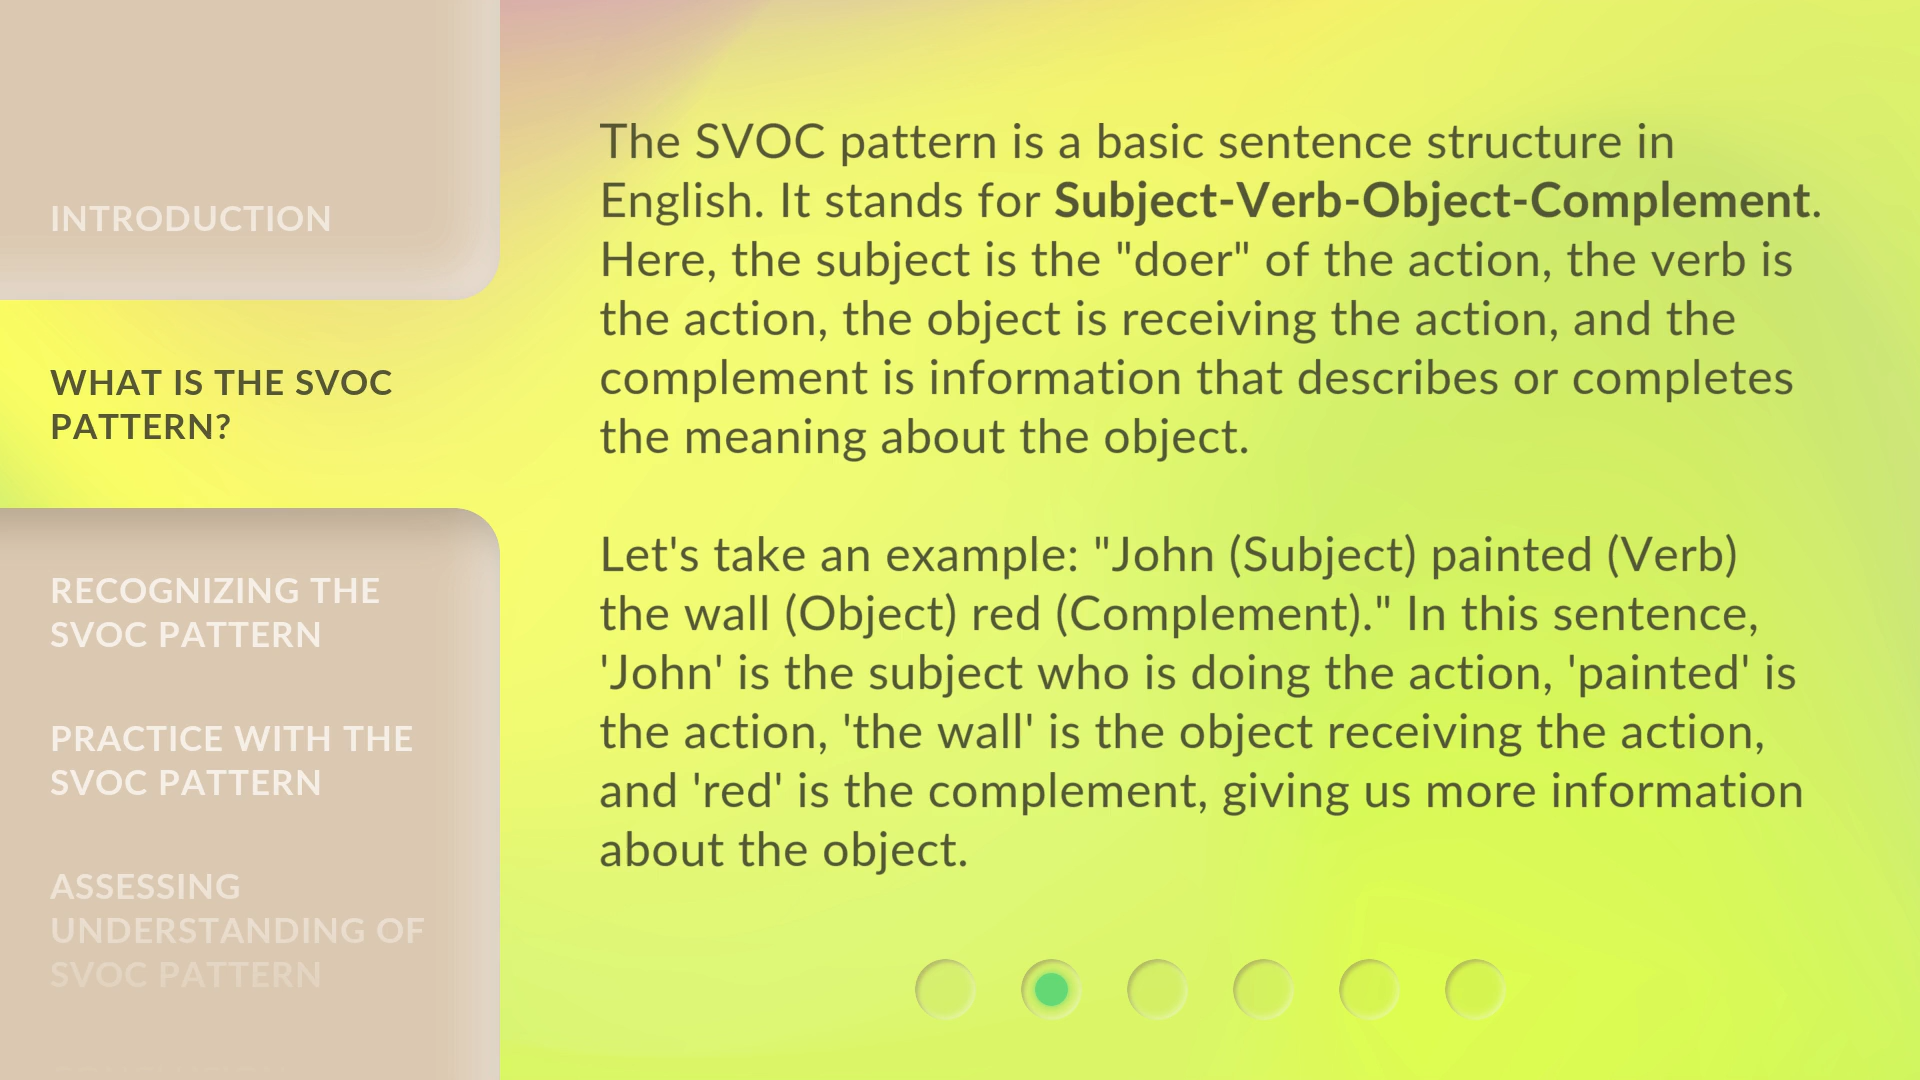 INTRODUCTION
WHAT IS THE SVOC
PATTERN?
RECOGNIZING THE
SVOC PATTERN
PRACTICE WITH THE
SVOC PATTERN
ASSESSING
UNDERSTANDING OF
SVOC PATTERN
The SVOC pattern is a basic sentence structure in
English. It stands for Subject-Verb-Object-Complement.
Here, the subject is the "doer" of the action, the verb is
the action, the object is receiving the action, and the
complement is information that describes or completes
the meaning about the object.
Let's take an example: "John (Subject) painted (Verb)
the wall (Object) red (Complement)." In this sentence,
'John' is the subject who is doing the action, 'painted' is
the action, 'the wall' is the object receiving the action,
and 'red' is the complement, giving us more information
about the object.